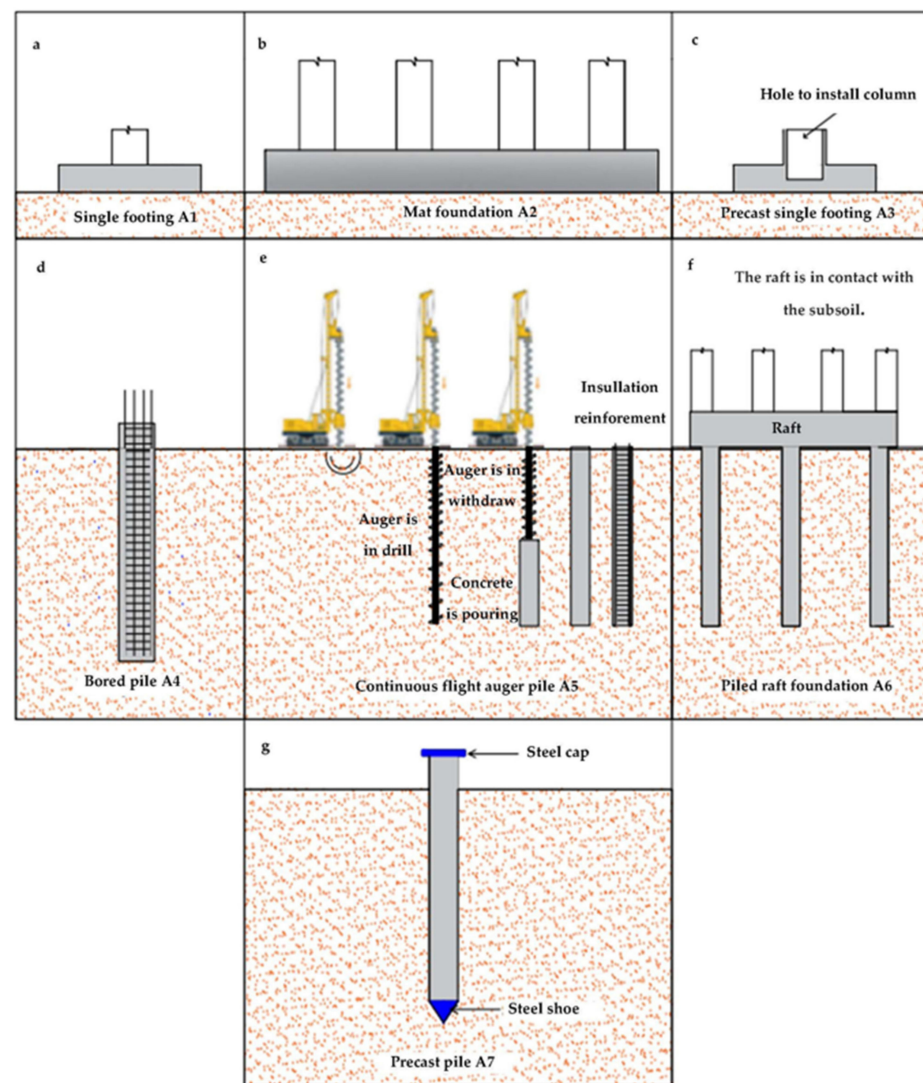 a
Single footing A1
b
Mat foundation A2
c
Hole to install column
Precast single footing A3
d
Bored pile A4
e
Insullation
reinforement
Auger is in
withdraw
Auger is
in drill
Concrete
is pouring
Continuous flight auger pile A5
f
The raft is in contact with
the subsoil.
Raft
Piled raft foundation A6
g
Steel cap
Steel shoe
Precast pile A7